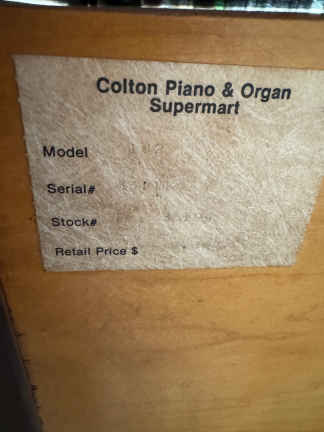 Colton Piano & Organ
Supermart
Model
Serial#
Stock#
Retail Price $